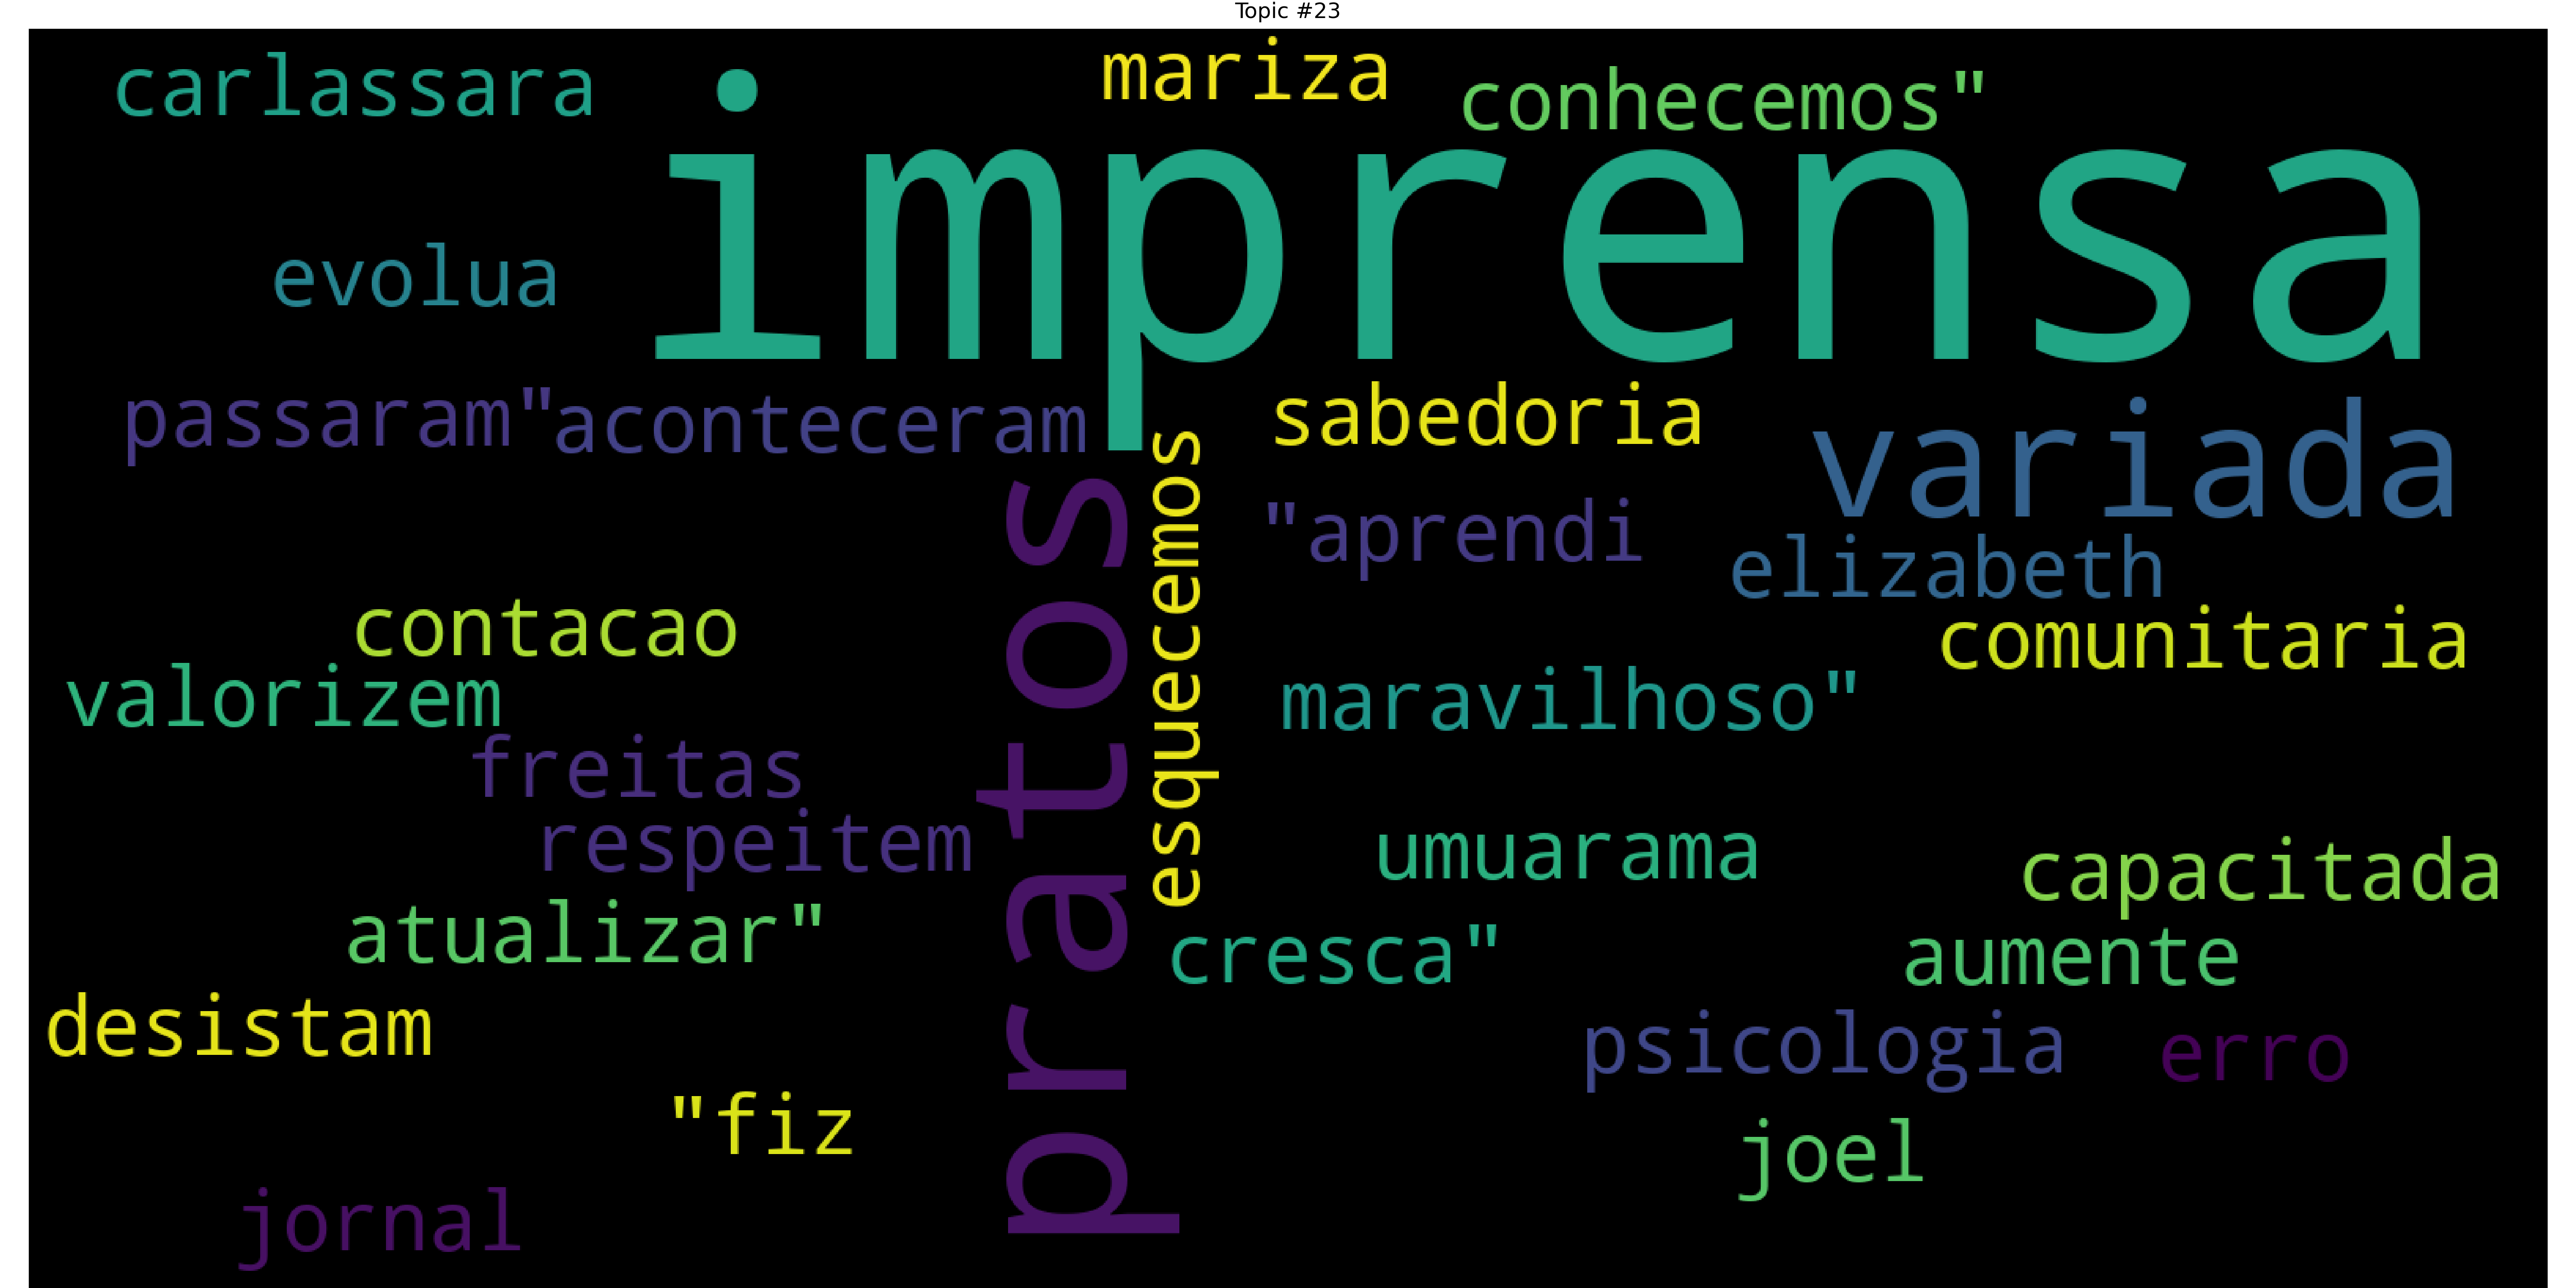 Topic #23
carlassara
mariza
conhecemos"
imprensa
evolua
passaram"
aconteceram
sabedoria
variada
"aprendi
elizabeth
pratos
esquecemos
contacao
comunitaria
valorizem
maravilhoso"
freitas
respeitem
umuarama
capacitada
atualizar"
cresca"
aumente
desistam
psicologia
erro
"fiz
joel
jornal